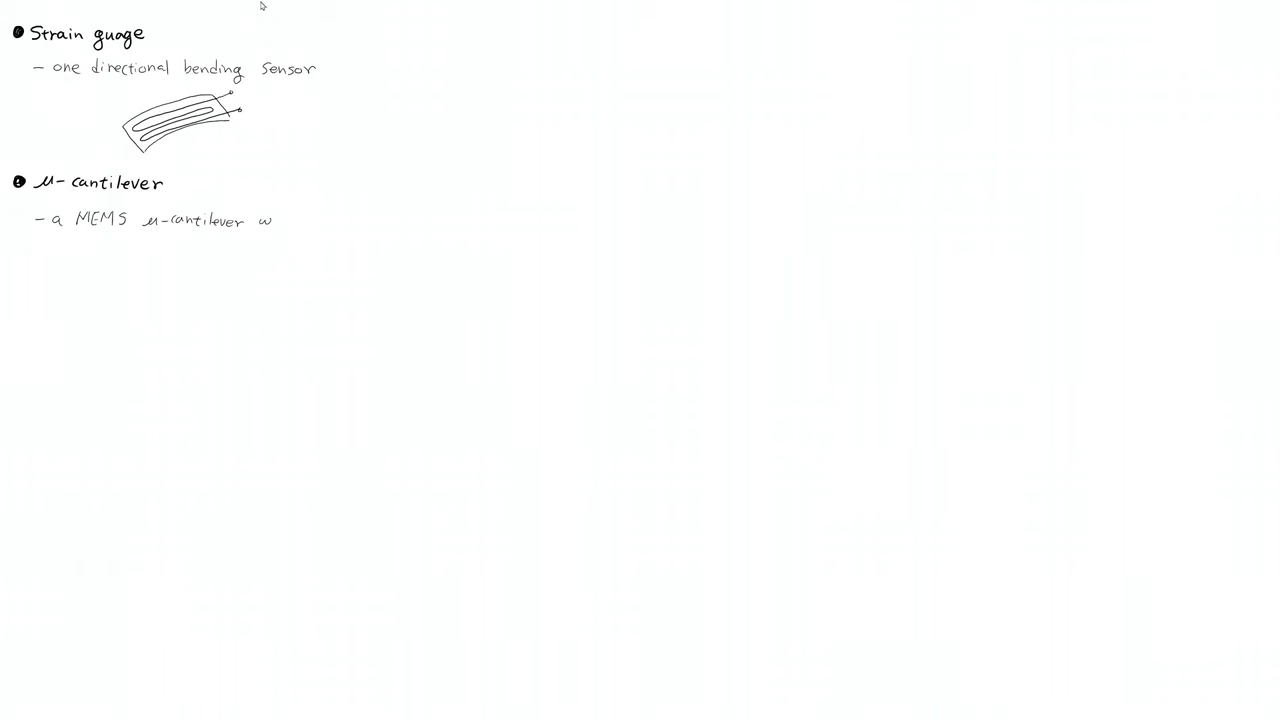 Strain guage
- one directional bending sensor
μ- cantilever
- a MEMS μ-cantilever w